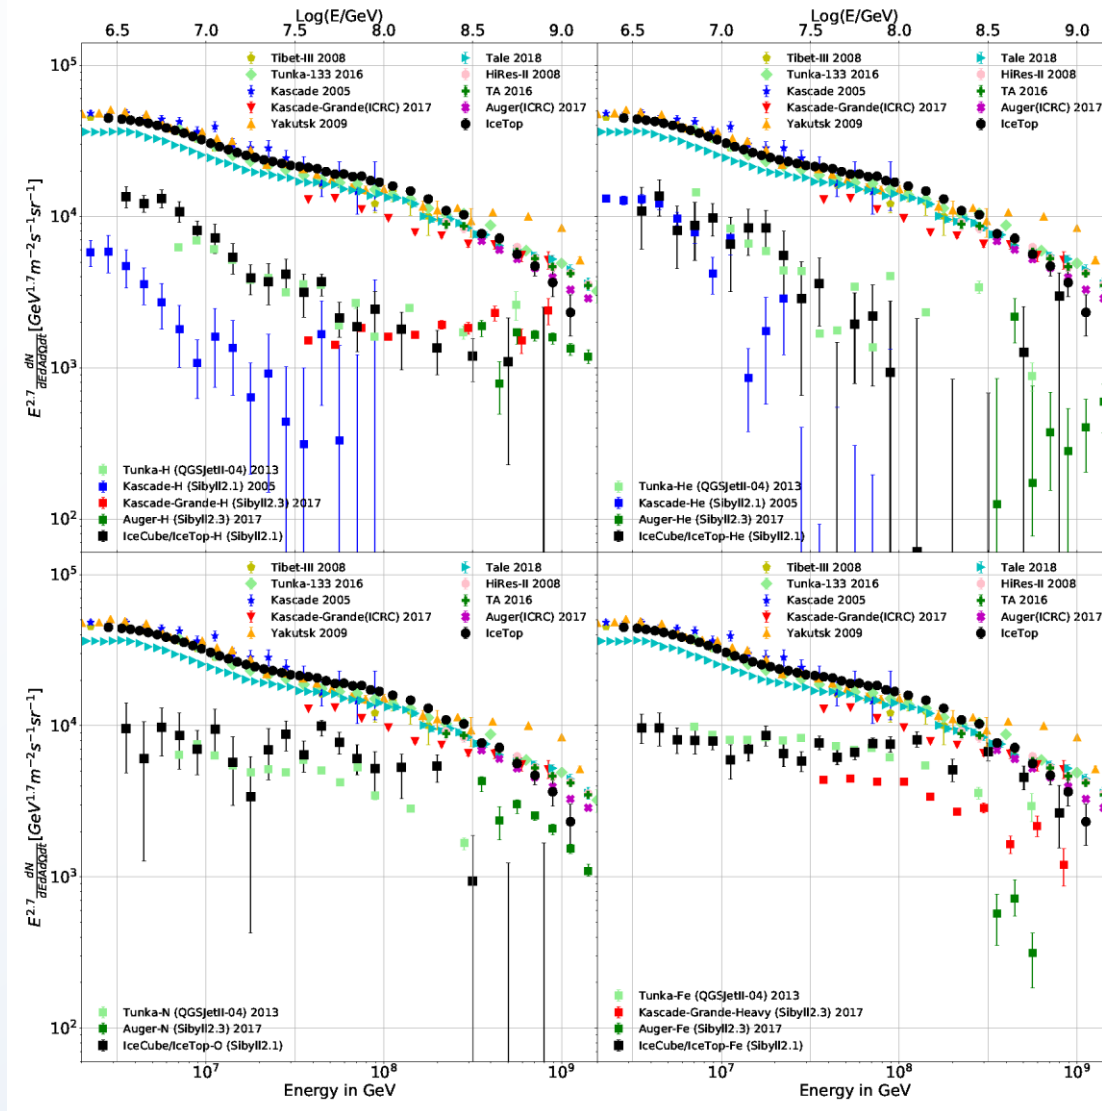 Log(E/GeV) Log(E/GeV)
6.5 7.0 7.5 8.0 8.5 9.0 6.5 7.0 7.5 8.0 8.5 9.0
10^5
10^4
10^3
10^2
E^{2.7} dN/dEdAdΩdt [GeV^{1.7}m^{-2}s^{-1}sr^{-1}]
Tibet-III 2008
Tunka-133 2016
Kascade 2005
Kascade-Grande(ICRC) 2017
Yakutsk 2009
Tale 2018
HiRes-II 2008
TA 2016
Auger(ICRC) 2017
IceTop
Tunka-H (QGSJetII-04) 2013
Kascade-H (Sibyll2.1) 2005
Kascade-Grande-H (Sibyll2.3) 2017
Auger-H (Sibyll2.3) 2017
IceCube/IceTop-H (Sibyll2.1)
Tibet-III 2008
Tunka-133 2016
Kascade 2005
Kascade-Grande(ICRC) 2017
Yakutsk 2009
Tale 2018
HiRes-II 2008
TA 2016
Auger(ICRC) 2017
IceTop
Tunka-He (QGSJetII-04) 2013
Kascade-He (Sibyll2.1) 2005
Auger-He (Sibyll2.3) 2017
IceCube/IceTop-He (Sibyll2.1)
10^5
10^4
10^3
10^2
E^{2.7} dN/dEdAdΩdt [GeV^{1.7}m^{-2}s^{-1}sr^{-1}]
Tibet-III 2008
Tunka-133 2016
Kascade 2005
Kascade-Grande(ICRC) 2017
Yakutsk 2009
Tale 2018
HiRes-II 2008
TA 2016
Auger(ICRC) 2017
IceTop
Tunka-N (QGSJetII-04) 2013
Auger-N (Sibyll2.3) 2017
IceCube/IceTop-O (Sibyll2.1)
Tibet-III 2008
Tunka-133 2016
Kascade 2005
Kascade-Grande(ICRC) 2017
Yakutsk 2009
Tale 2018
HiRes-II 2008
TA 2016
Auger(ICRC) 2017
IceTop
Tunka-Fe (QGSJetII-04) 2013
Kascade-Grande-Heavy (Sibyll2.3) 2017
Auger-Fe (Sibyll2.3) 2017
IceCube/IceTop-Fe (Sibyll2.1)
10^7 10^8 10^9 10^7 10^8 10^9
Energy in GeV Energy in GeV